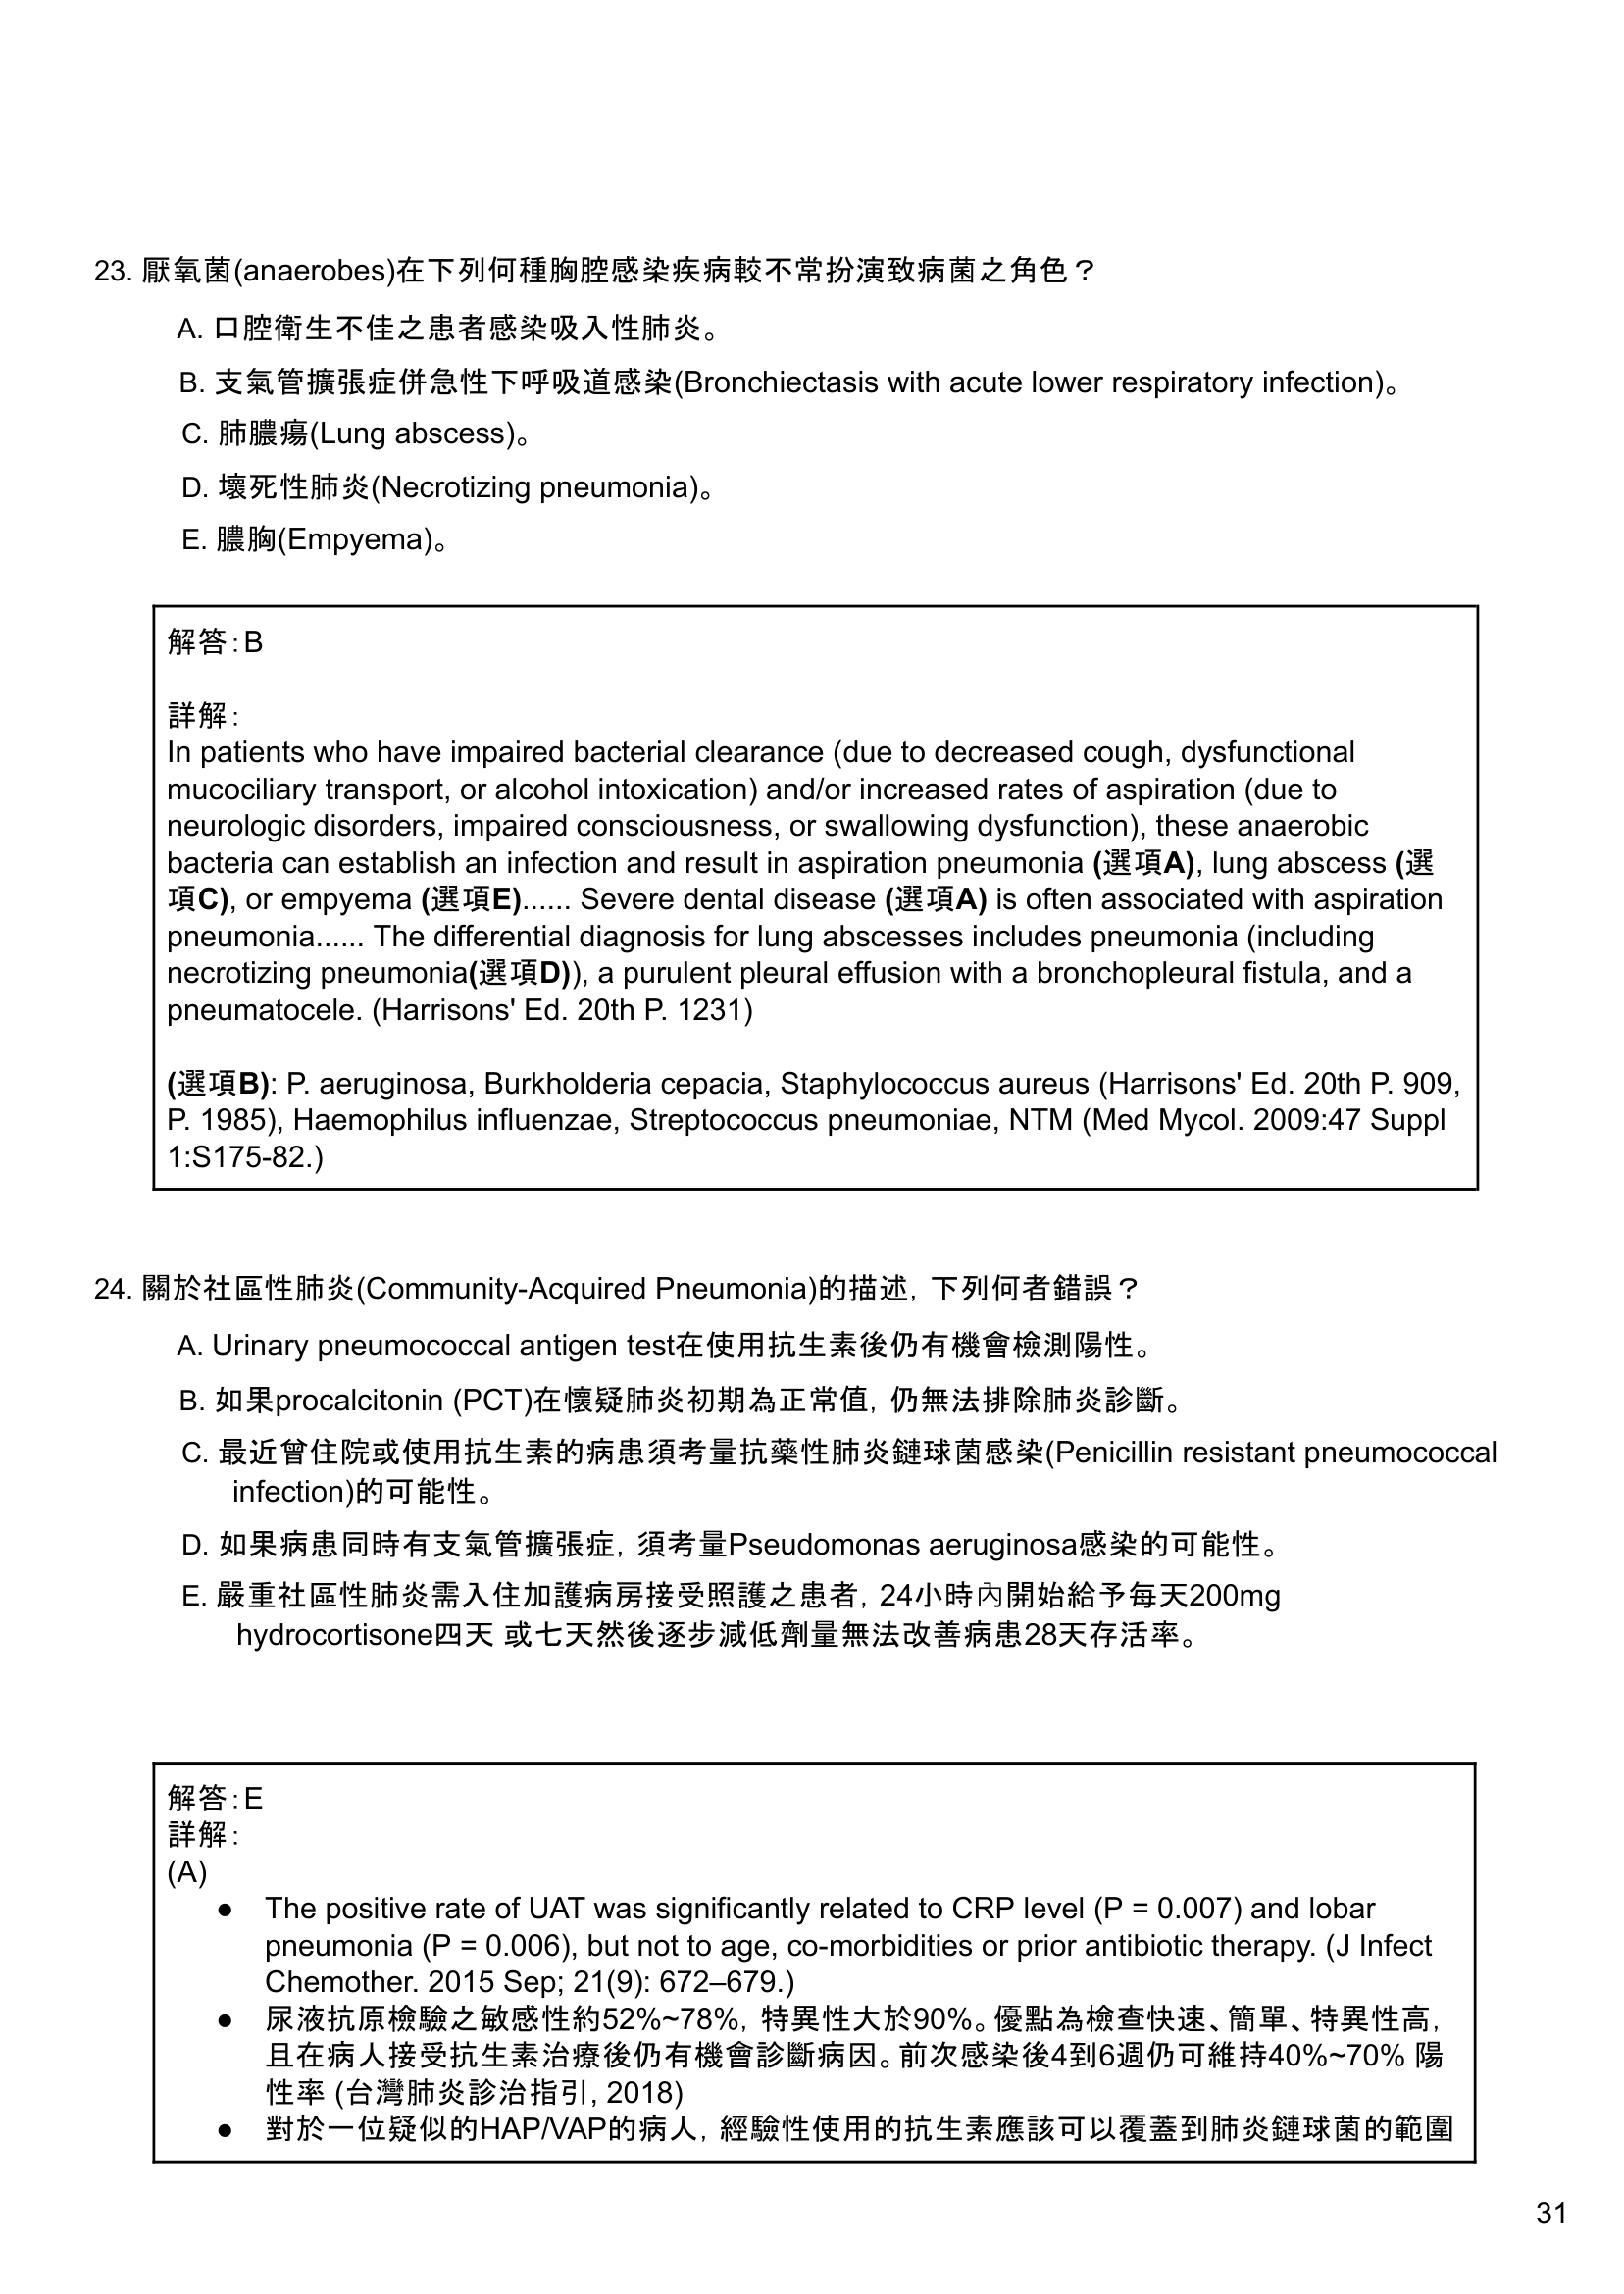 23. 厭氧菌(anaerobes)在下列何種胸腔感染疾病較不常扮演致病菌之角色？
A. 口腔衛生不佳之患者感染吸入性肺炎。
B. 支氣管擴張症併急性下呼吸道感染(Bronchiectasis with acute lower respiratory infection)。
C. 肺膿瘍(Lung abscess)。
D. 壞死性肺炎(Necrotizing pneumonia)。
E. 膿胸(Empyema)。
解答：B
詳解：
In patients who have impaired bacterial clearance (due to decreased cough, dysfunctional
mucociliary transport, or alcohol intoxication) and/or increased rates of aspiration (due to
neurologic disorders, impaired consciousness, or swallowing dysfunction), these anaerobic
bacteria can establish an infection and result in aspiration pneumonia (選項A), lung abscess (選
項C), or empyema (選項E)...... Severe dental disease (選項A) is often associated with aspiration
pneumonia...... The differential diagnosis for lung abscesses includes pneumonia (including
necrotizing pneumonia(選項D)), a purulent pleural effusion with a bronchopleural fistula, and a
pneumatocele. (Harrisons' Ed. 20th P. 1231)
(選項B): P. aeruginosa, Burkholderia cepacia, Staphylococcus aureus (Harrisons' Ed. 20th P. 909,
P. 1985), Haemophilus influenzae, Streptococcus pneumoniae, NTM (Med Mycol. 2009:47 Suppl
1:S175-82.)
24. 關於社區性肺炎(Community-Acquired Pneumonia)的描述，下列何者錯誤？
A. Urinary pneumococcal antigen test在使用抗生素後仍有機會檢測陽性。
B. 如果procalcitonin (PCT)在懷疑肺炎初期為正常值，仍無法排除肺炎診斷。
C. 最近曾住院或使用抗生素的病患須考量抗藥性肺炎鏈球菌感染(Penicillin resistant pneumococcal
infection)的可能性。
D. 如果病患同時有支氣管擴張症，須考量Pseudomonas aeruginosa感染的可能性。
E. 嚴重社區性肺炎需入住加護病房接受照護之患者，24小時內開始給予每天200mg
hydrocortisone四天 或七天然後逐步減低劑量無法改善病患28天存活率。
解答：E
詳解：
(A)
● The positive rate of UAT was significantly related to CRP level (P = 0.007) and lobar
pneumonia (P = 0.006), but not to age, co-morbidities or prior antibiotic therapy. (J Infect
Chemother. 2015 Sep; 21(9): 672–679.)
● 尿液抗原檢驗之敏感性約52%~78%，特異性大於90%。優點為檢查快速、簡單、特異性高，
且在病人接受抗生素治療後仍有機會診斷病因。前次感染後4到6週仍可維持40%~70% 陽
性率 (台灣肺炎診治指引, 2018)
● 對於一位疑似的HAP/VAP的病人，經驗性使用的抗生素應該可以覆蓋到肺炎鏈球菌的範圍
31